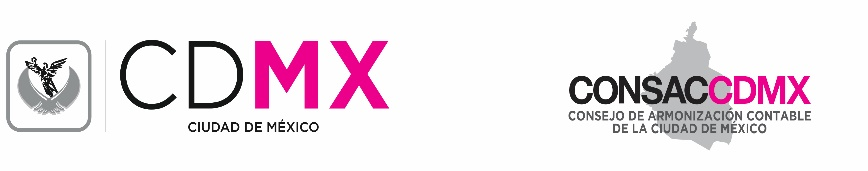 CDMX
CIUDAD DE MÉXICO
CONSACCDMX
CONSEJO DE ARMONIZACIÓN CONTABLE
DE LA CIUDAD DE MÉXICO